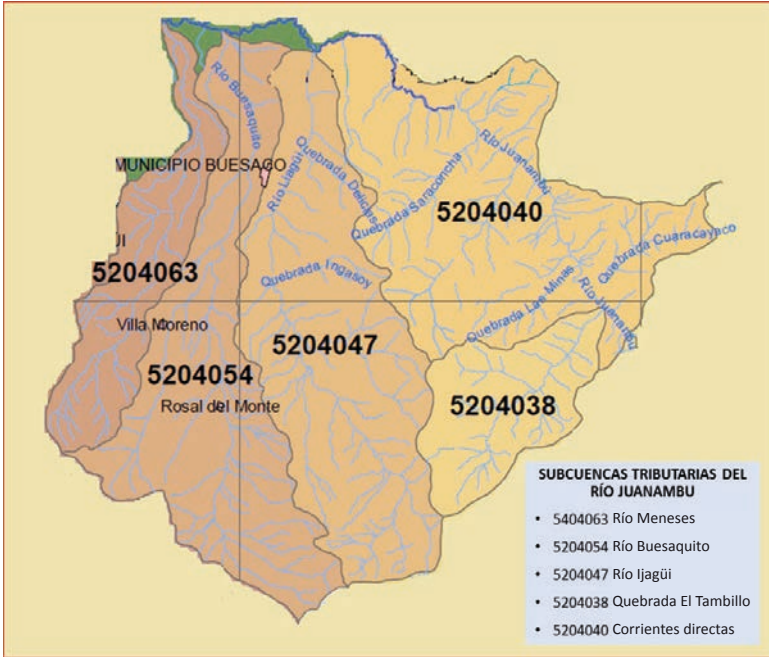 Río Buesaquito
MUNICIPIO BUESACO
Río Ijagüi
Quebrada Delicias
Quebrada Saraconcha
Río Juanambú
5204040
Quebrada Cuaracayaco
ÜI
5204063
Quebrada Ingasoy
Quebrada Las Minas
Río Juanambú
Villa Moreno
5204047
5204054
Rosal del Monte
5204038
SUBCUENCAS TRIBUTARIAS DEL
RÍO JUANAMBU
• 5404063 Río Meneses
• 5204054 Río Buesaquito
• 5204047 Río Ijagüi
• 5204038 Quebrada El Tambillo
• 5204040 Corrientes directas